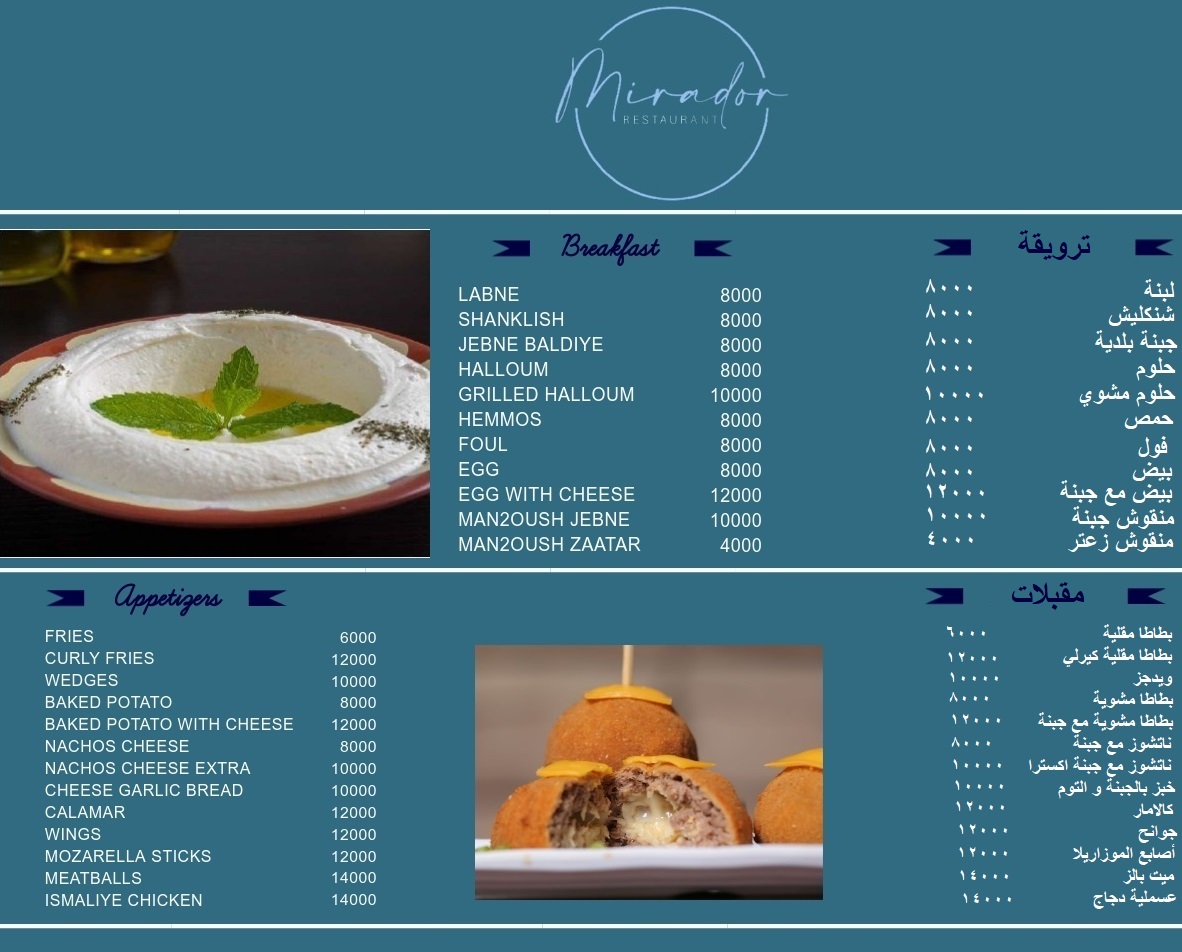 Mirador
RESTAURANT
Breakfast
LABNE 8000
SHANKLISH 8000
JEBNE BALDIYE 8000
HALLOUM 8000
GRILLED HALLOUM 10000
HEMMOS 8000
FOUL 8000
EGG 8000
EGG WITH CHEESE 12000
MAN2OUSH JEBNE 10000
MAN2OUSH ZAATAR 4000
ترويقة
لبنة ٨٠٠٠
شنكليش ٨٠٠٠
جبنة بلدية ٨٠٠٠
حلوم ٨٠٠٠
حلوم مشوي ١٠٠٠٠
حمص ٨٠٠٠
فول ٨٠٠٠
بيض ٨٠٠٠
بيض مع جبنة ١٢٠٠٠
منقوش جبنة ١٠٠٠٠
منقوش زعتر ٤٠٠٠
Appetizers
FRIES 6000
CURLY FRIES 12000
WEDGES 10000
BAKED POTATO 8000
BAKED POTATO WITH CHEESE 12000
NACHOS CHEESE 8000
NACHOS CHEESE EXTRA 10000
CHEESE GARLIC BREAD 10000
CALAMAR 12000
WINGS 12000
MOZARELLA STICKS 12000
MEATBALLS 14000
ISMALIYE CHICKEN 14000
مقبلات
بطاطا مقلية ٦٠٠٠
بطاطا مقلية كيرلي ١٢٠٠٠
ويدجز ١٠٠٠٠
بطاطا مشوية ٨٠٠٠
بطاطا مشوية مع جبنة ١٢٠٠٠
ناتشوز مع جبنة ٨٠٠٠
ناتشوز مع جبنة اكسترا ١٠٠٠٠
خبز بالجبنة و التوم ١٠٠٠٠
كالامار ١٢٠٠٠
جوانح ١٢٠٠٠
أصابع الموزاريلا ١٢٠٠٠
ميت بالز ١٤٠٠٠
عسملية دجاج ١٤٠٠٠